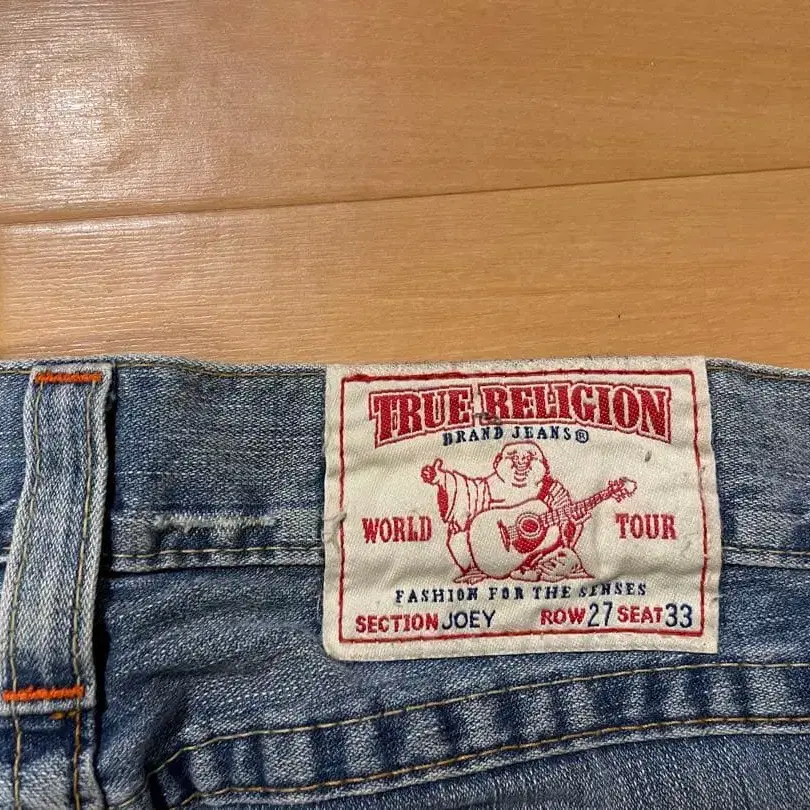 TRUE RELIGION
BRAND JEANS®
WORLD TOUR
FASHION FOR THE SENSES
SECTION JOEY ROW 27 SEAT 33